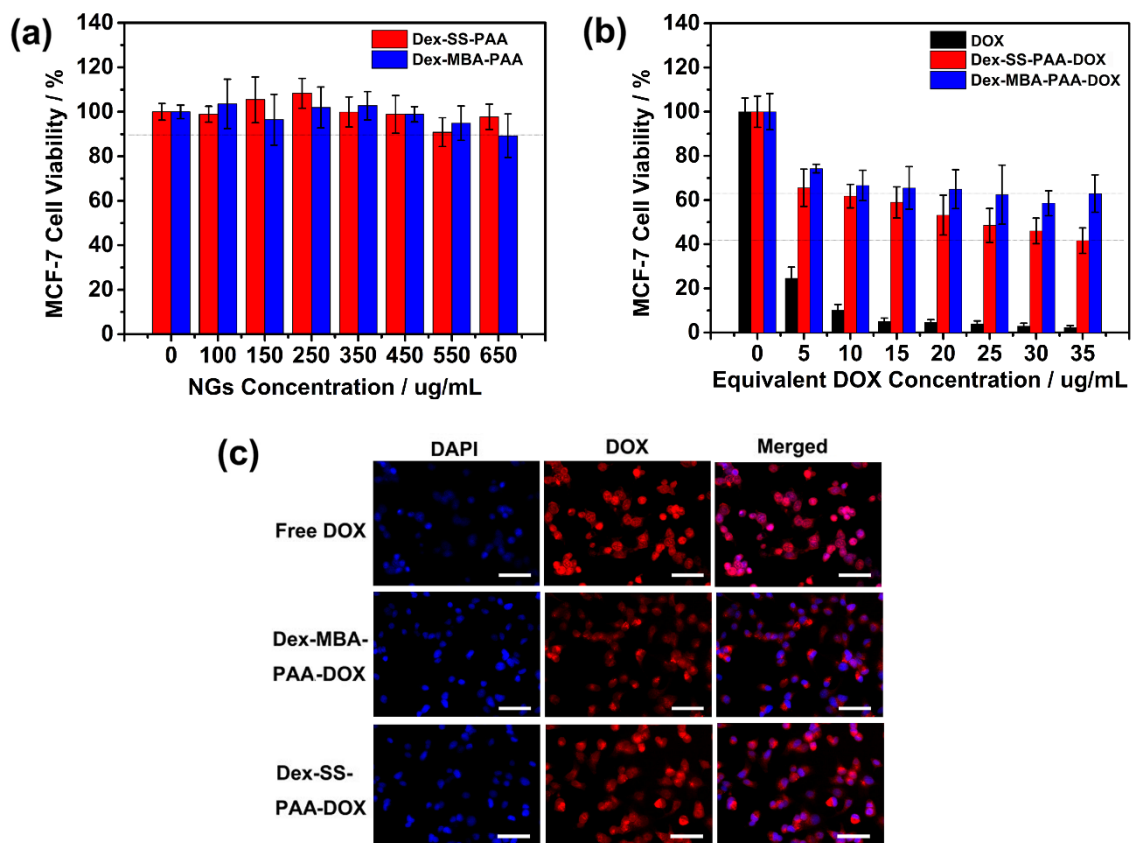 (a)
140
120
100
80
60
40
20
0
MCF-7 Cell Viability / %
Dex-SS-PAA
Dex-MBA-PAA
0 100 150 250 350 450 550 650
NGs Concentration / ug/mL
(b)
140
120
100
80
60
40
20
0
MCF-7 Cell Viability / %
DOX
Dex-SS-PAA-DOX
Dex-MBA-PAA-DOX
0 5 10 15 20 25 30 35
Equivalent DOX Concentration / ug/mL
(c)
DAPI DOX Merged
Free DOX
Dex-MBA-
PAA-DOX
Dex-SS-
PAA-DOX